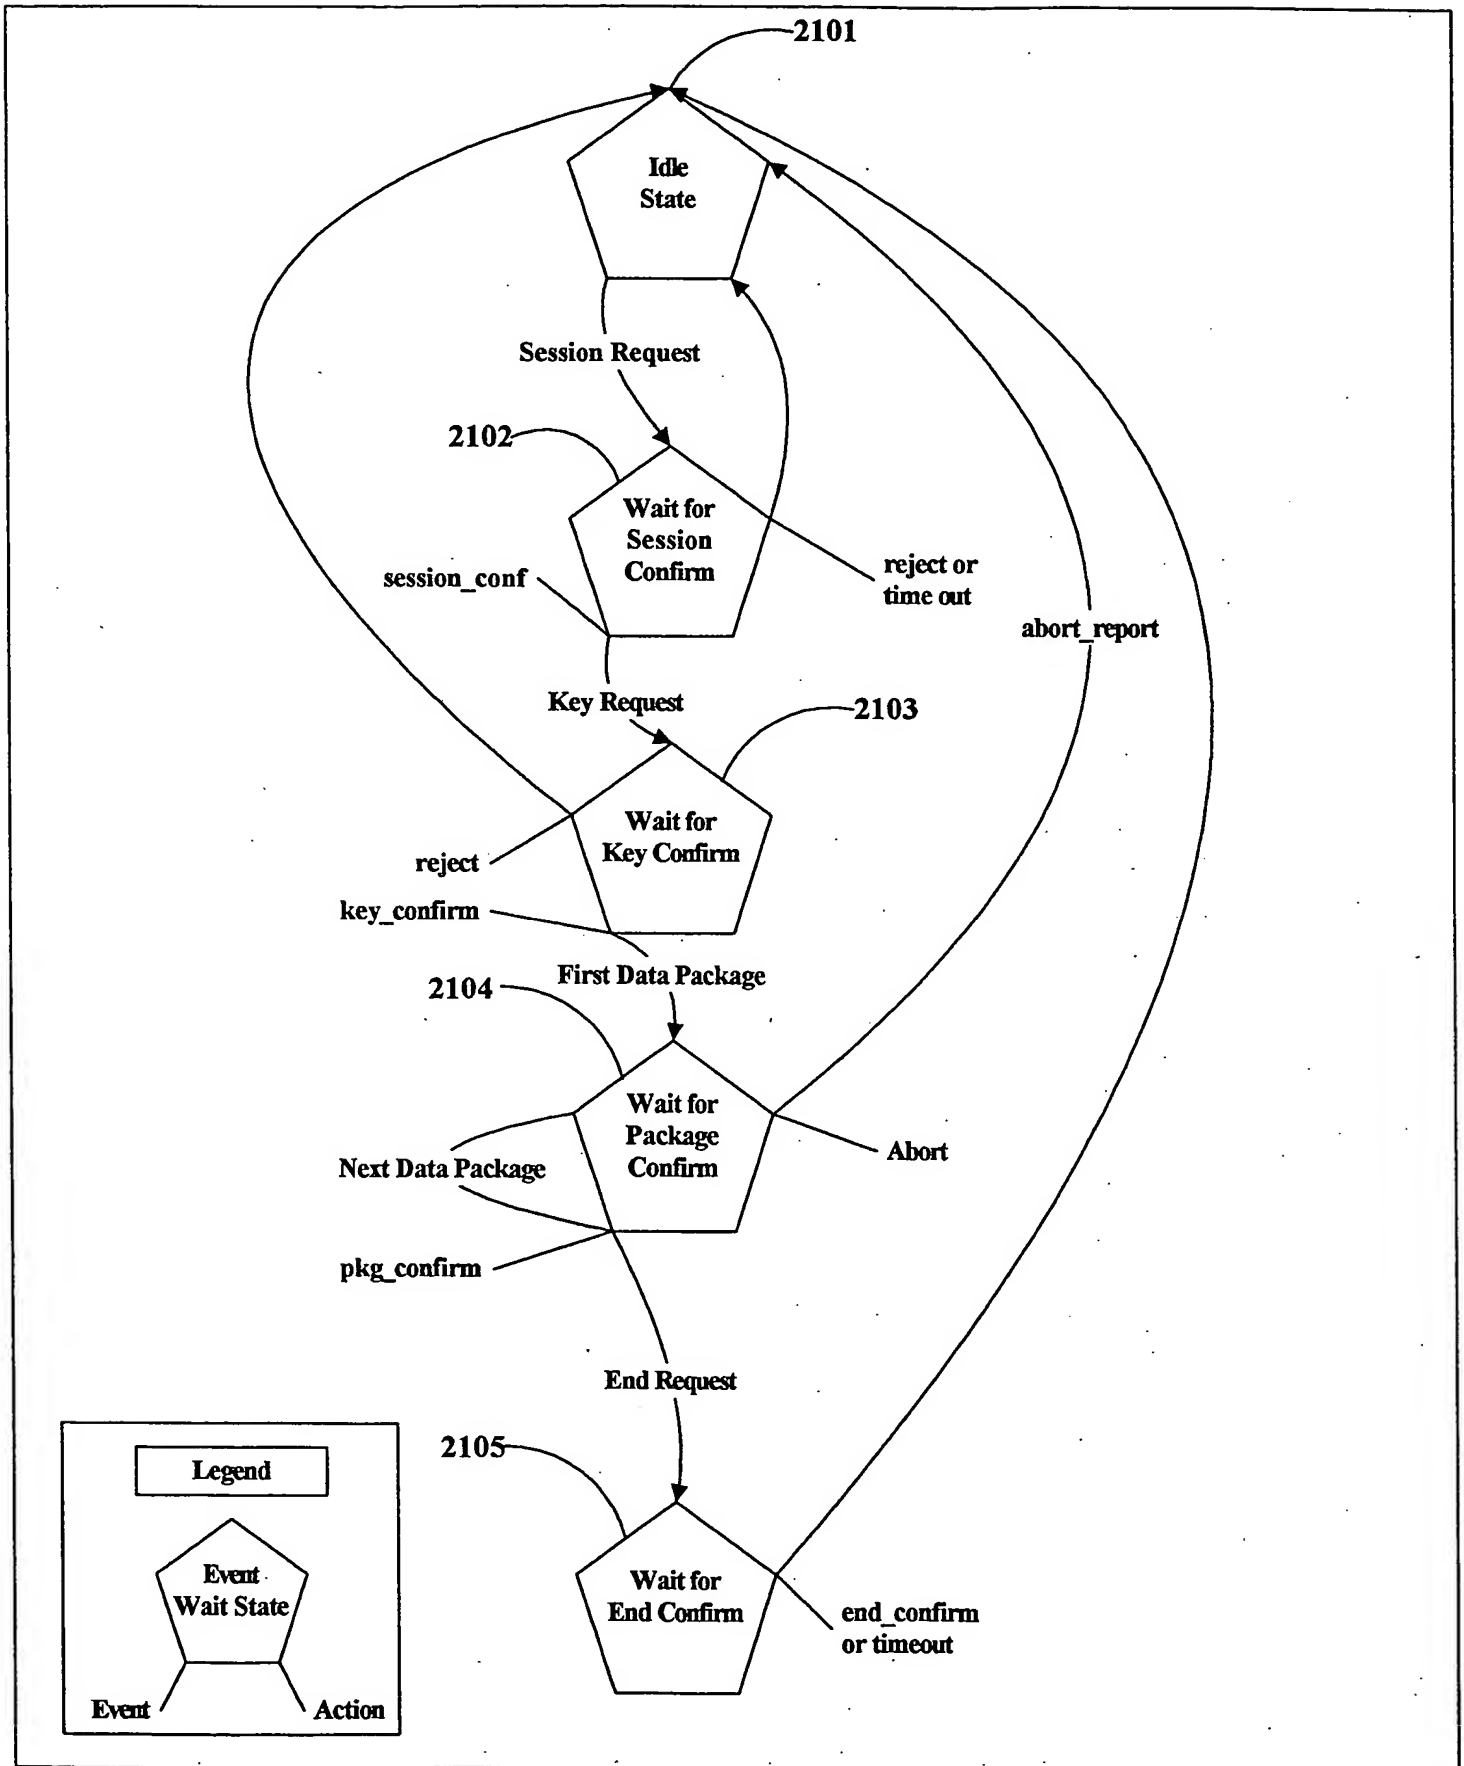 2101
Idle
State
Session Request
2102
Wait for
Session
Confirm
session_conf
reject or
time out
abort_report
Key Request
2103
Wait for
Key Confirm
reject
key_confirm
First Data Package
2104
Wait for
Package
Confirm
Abort
Next Data Package
pkg_confirm
End Request
2105
Wait for
End Confirm
end_confirm
or timeout
Legend
Event
Wait State
Event
Action